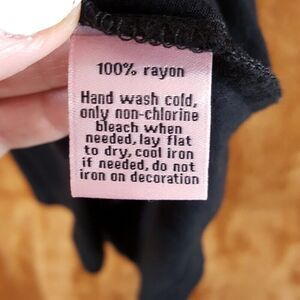 100% rayon
Hand wash cold,
only non-chlorine
bleach when
needed, lay flat
to dry, cool iron
if needed, do not
iron on decoration